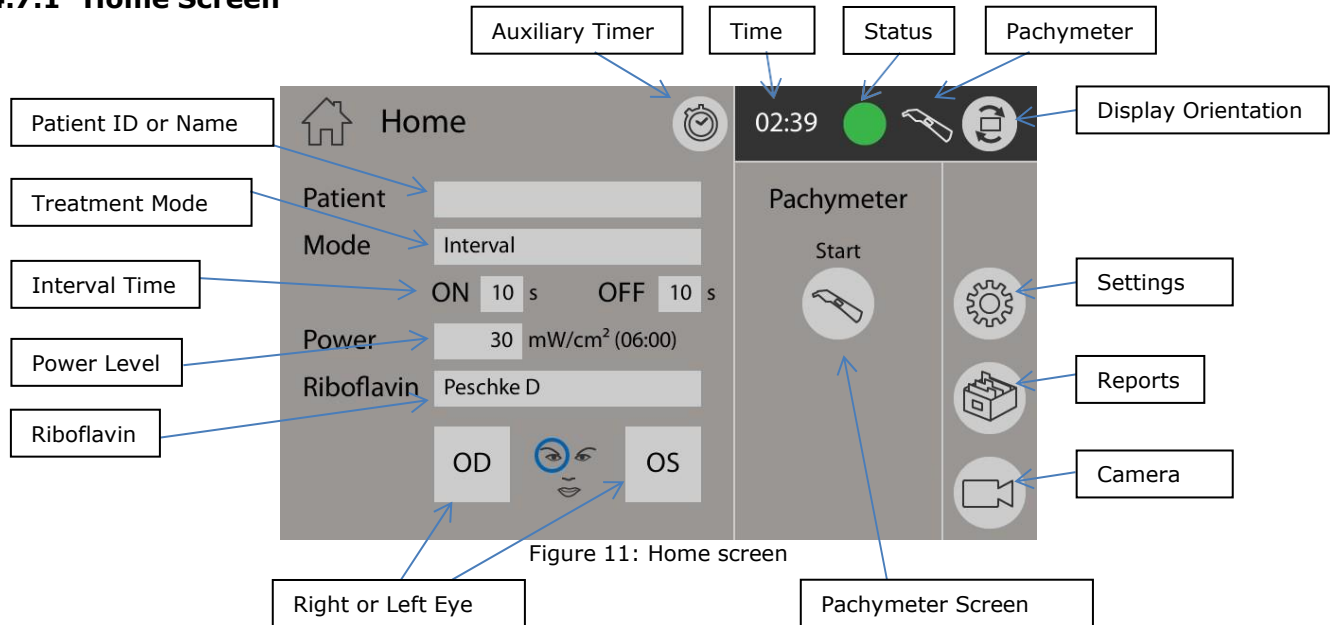 4.7.1 Home Screen
Auxiliary Timer
Time
Status
Pachymeter
Display Orientation
Patient ID or Name
Treatment Mode
Interval Time
Power Level
Riboflavin
Home
02:39
Patient
Mode Interval
ON 10 s OFF 10 s
Power 30 mW/cm² (06:00)
Riboflavin Peschke D
OD OS
Pachymeter
Start
Settings
Reports
Camera
Figure 11: Home screen
Right or Left Eye
Pachymeter Screen